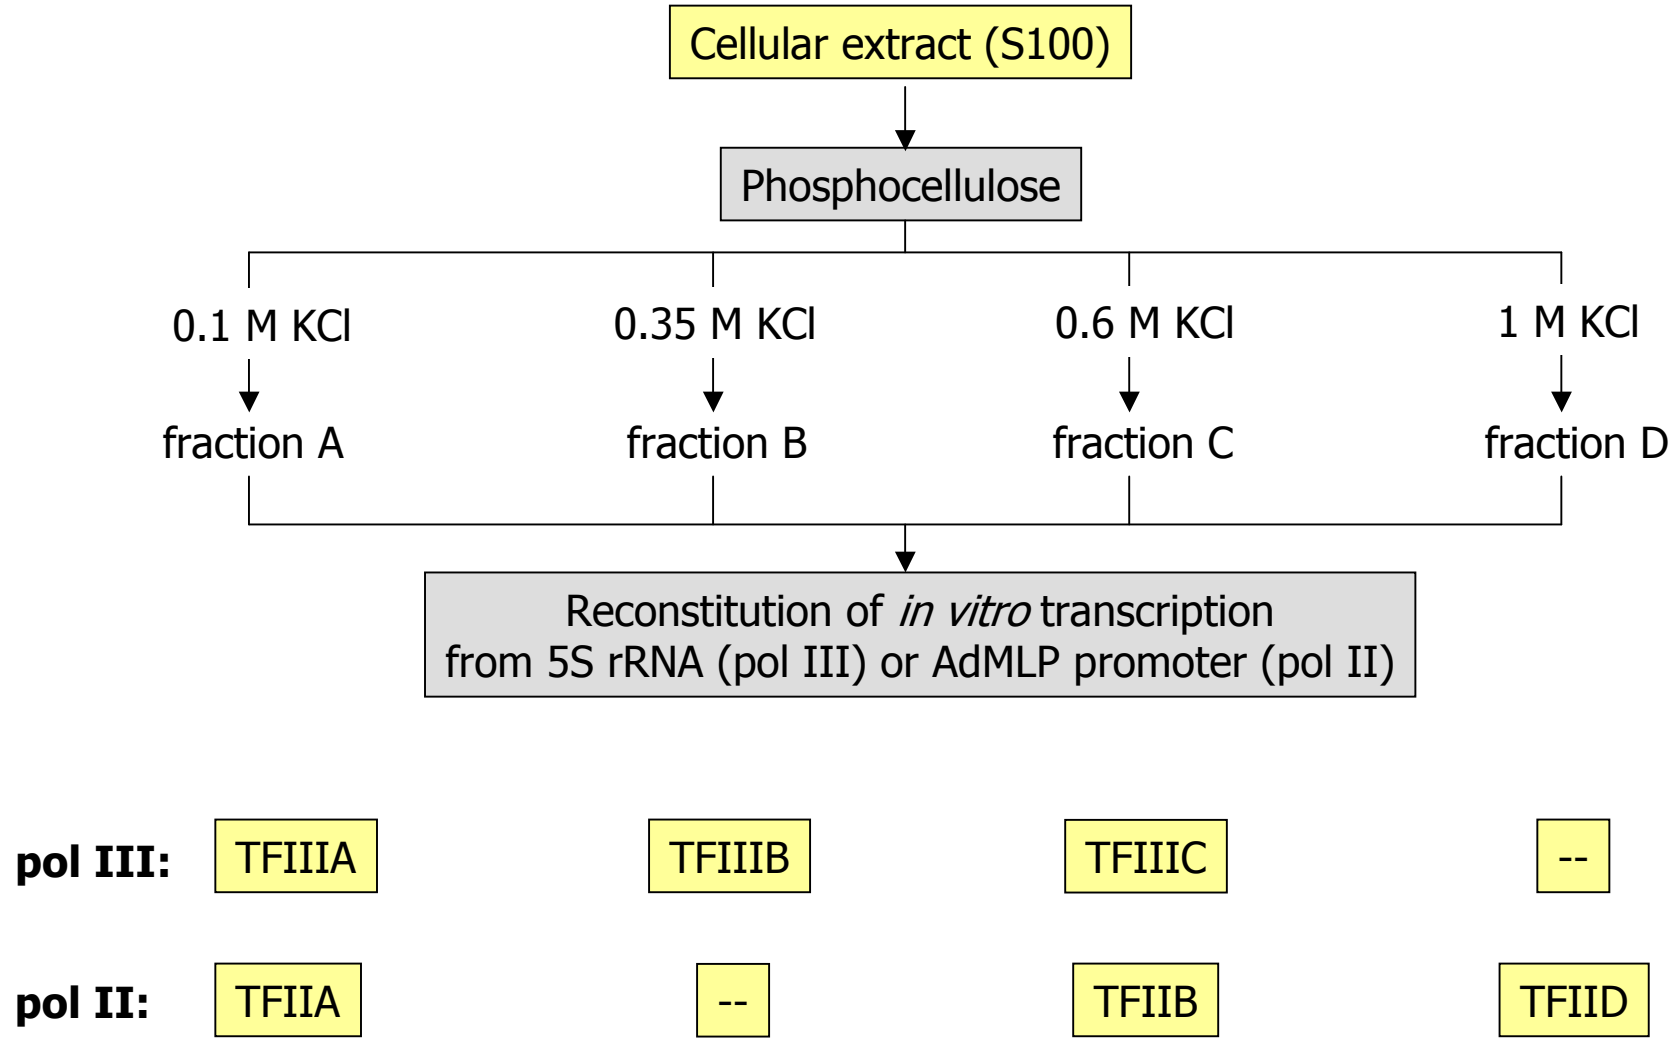 Cellular extract (S100)
Phosphocellulose
0.1 M KCl
0.35 M KCl
0.6 M KCl
1 M KCl
fraction A
fraction B
fraction C
fraction D
Reconstitution of in vitro transcription
from 5S rRNA (pol III) or AdMLP promoter (pol II)
pol III: TFIIIA TFIIIB TFIIIC --
pol II: TFIIA -- TFIIB TFIID